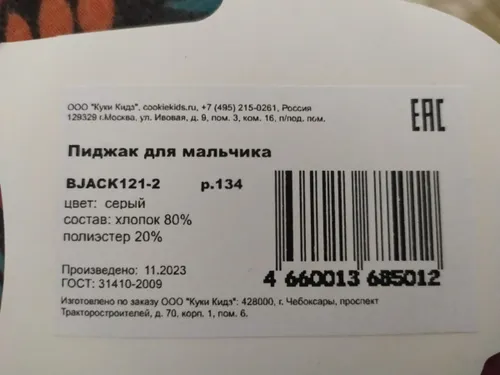 ООО "Куки Кидз", cookiekids.ru, +7 (495) 215-0261, Россия
129329 г.Москва, ул. Ивовая, д. 9, пом. 3, ком. 16, п/под. пом.
EAC
Пиджак для мальчика
BJACK121-2 р.134
цвет: серый
состав: хлопок 80%
полиэстер 20%
Произведено: 11.2023
ГОСТ: 31410-2009
4 660013 685012
Изготовлено по заказу ООО "Куки Кидз": 428000, г. Чебоксары, проспект
Тракторостроителей, д. 70, корп. 1, пом. 6.